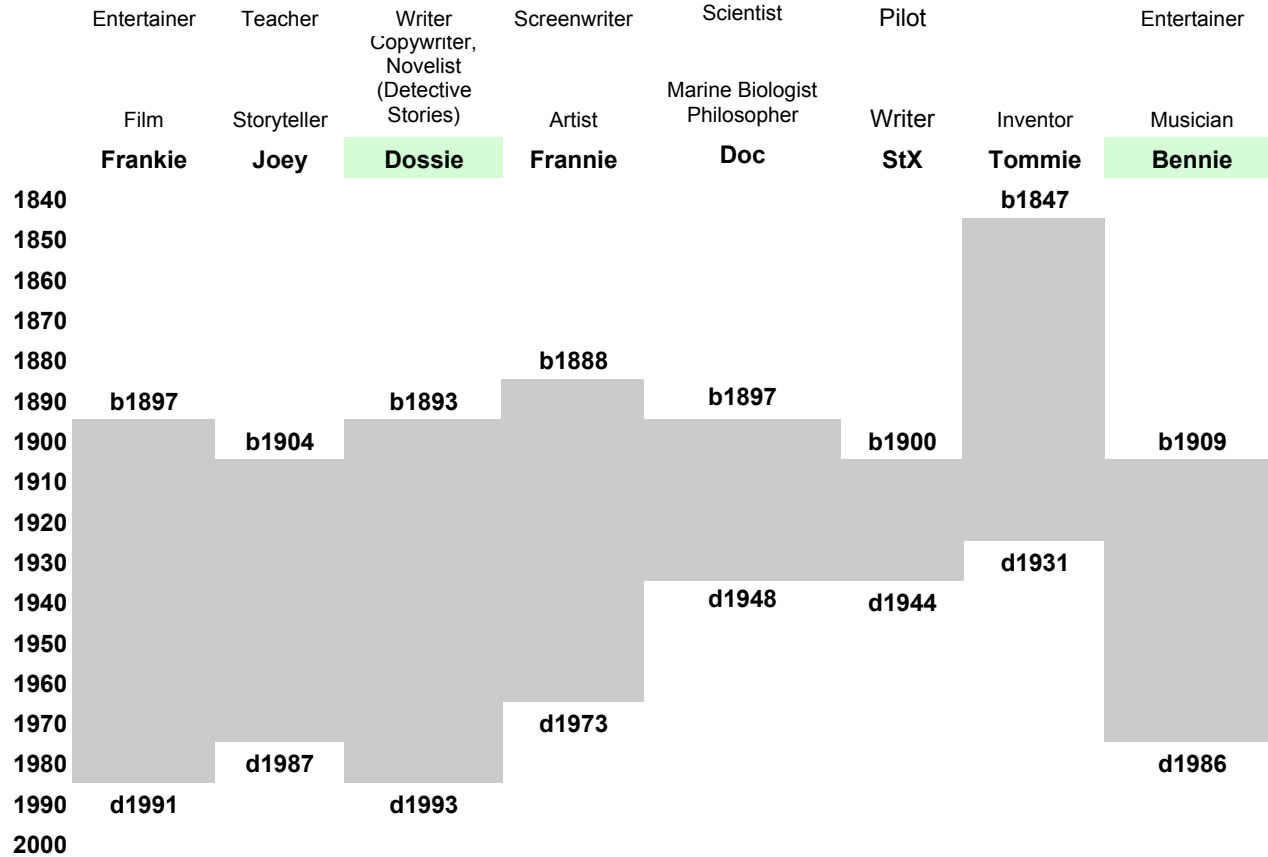 Entertainer Teacher Writer Screenwriter Scientist Pilot Entertainer
Copywriter,
Novelist
(Detective
Stories)
Film Storyteller Artist Marine Biologist
Philosopher Writer Inventor Musician
Frankie Joey Dossie Frannie Doc StX Tommie Bennie
1840 b1847
1850
1860
1870
1880 b1888
1890 b1897 b1893 b1897
1900 b1904 b1900 b1909
1910
1920
1930 d1931
1940 d1948 d1944
1950
1960
1970 d1973
1980 d1987 d1986
1990 d1991 d1993
2000